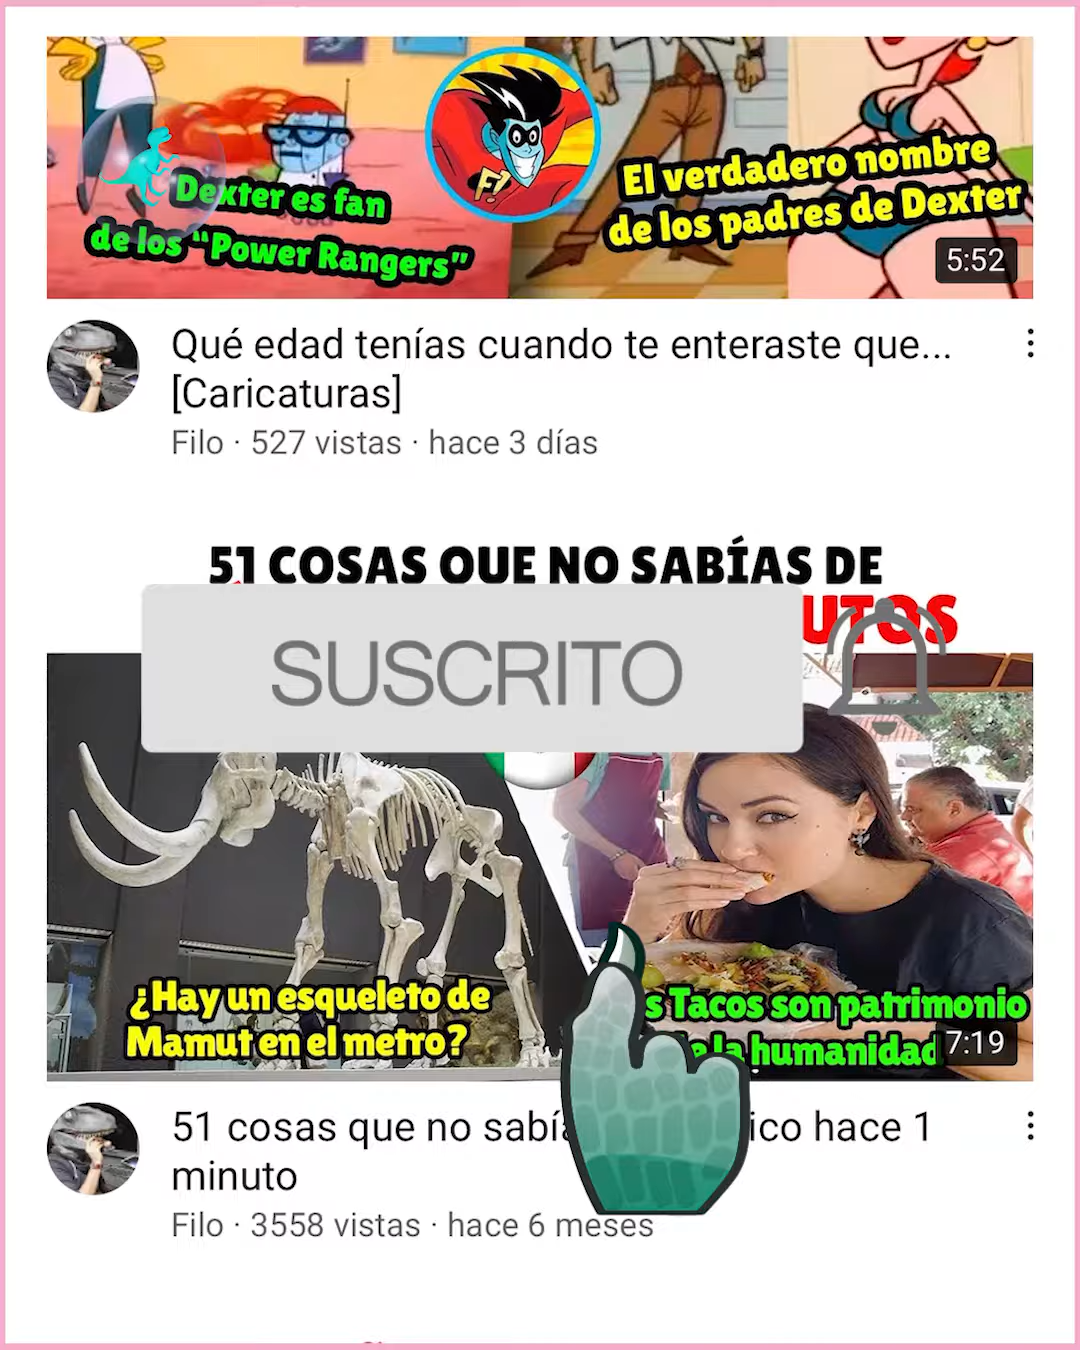 Dexter es fan
de los “Power Rangers”
El verdadero nombre
de los padres de Dexter
5:52
Qué edad tenías cuando te enteraste que...
[Caricaturas]
Filo · 527 vistas · hace 3 días
51 COSAS QUE NO SABÍAS DE
SUSCRITO
¿Hay un esqueleto de
Mamut en el metro?
Tacos son patrimonio
la humanidad
7:19
51 cosas que no hace 1
minuto
Filo · 3558 vistas · hace 6 meses